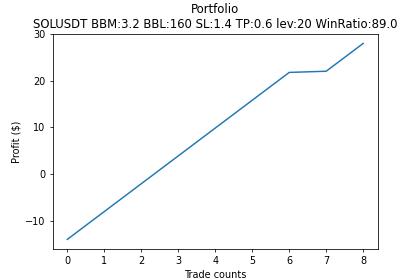 Portfolio
SOLUSDT BBM:3.2 BBL:160 SL:1.4 TP:0.6 lev:20 WinRatio:89.0
30
20
10
0
−10
Profit ($)
0 1 2 3 4 5 6 7 8
Trade counts